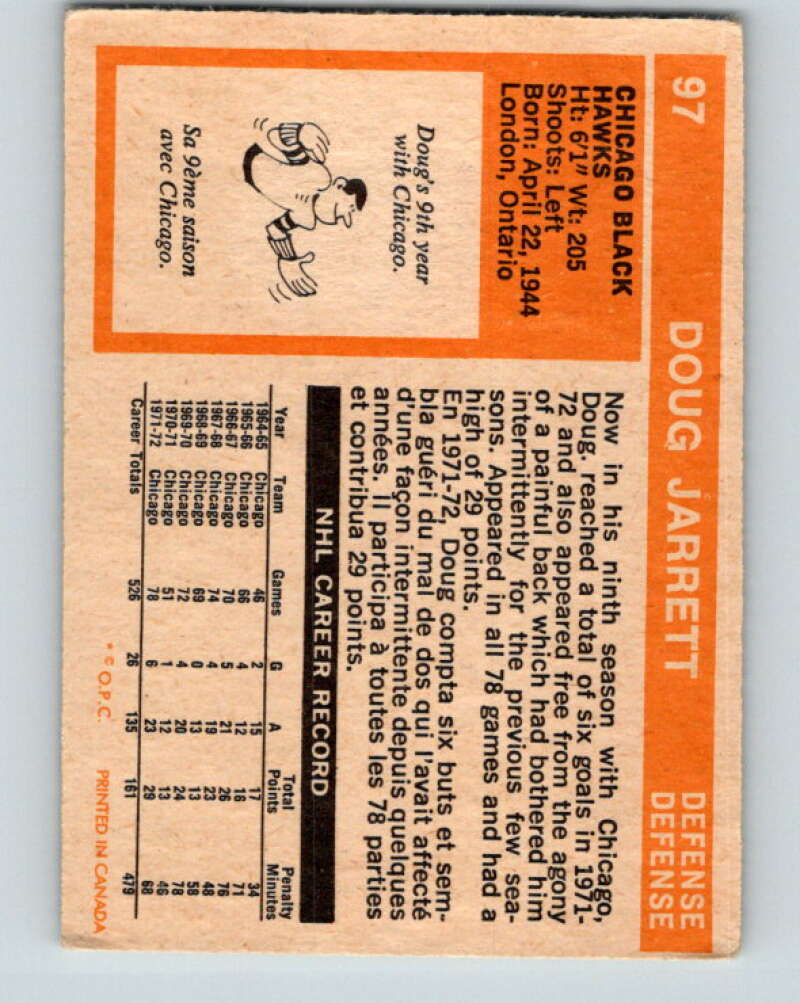 97 DOUG JARRETT DEFENSE
DEFENSE
CHICAGO BLACK
HAWKS
Ht: 6'1" Wt: 205
Shoots: Left
Born: April 22, 1944
London, Ontario
Doug's 9th year
with Chicago.
Sa 9ème saison
avec Chicago.
Now in his ninth season with Chicago,
Doug, reached a total of six goals in 1971-
72 and also appeared free from the agony
of a painful back which had bothered him
intermittently for the previous few sea-
sons. Appeared in all 78 games and had a
high of 29 points.
En 1971-72, Doug compta six buts et sem-
bla guéri du mal de dos qui l'avait affecté
d'une façon intermittente depuis quelques
années. Il participa à toutes les 78 parties
et contribua 29 points.
NHL CAREER RECORD
Year Team Games G A Total Points Penalty Minutes
1964-65 Chicago 46 2 15 17 34
1965-66 Chicago 66 4 12 16 71
1966-67 Chicago 70 5 21 26 76
1967-68 Chicago 74 4 19 23 48
1968-69 Chicago 69 0 13 13 58
1969-70 Chicago 72 4 20 24 78
1970-71 Chicago 51 1 12 13 46
1971-72 Chicago 78 6 23 29 68
Career Totals 526 26 135 161 479
* © O.P.C. PRINTED IN CANADA